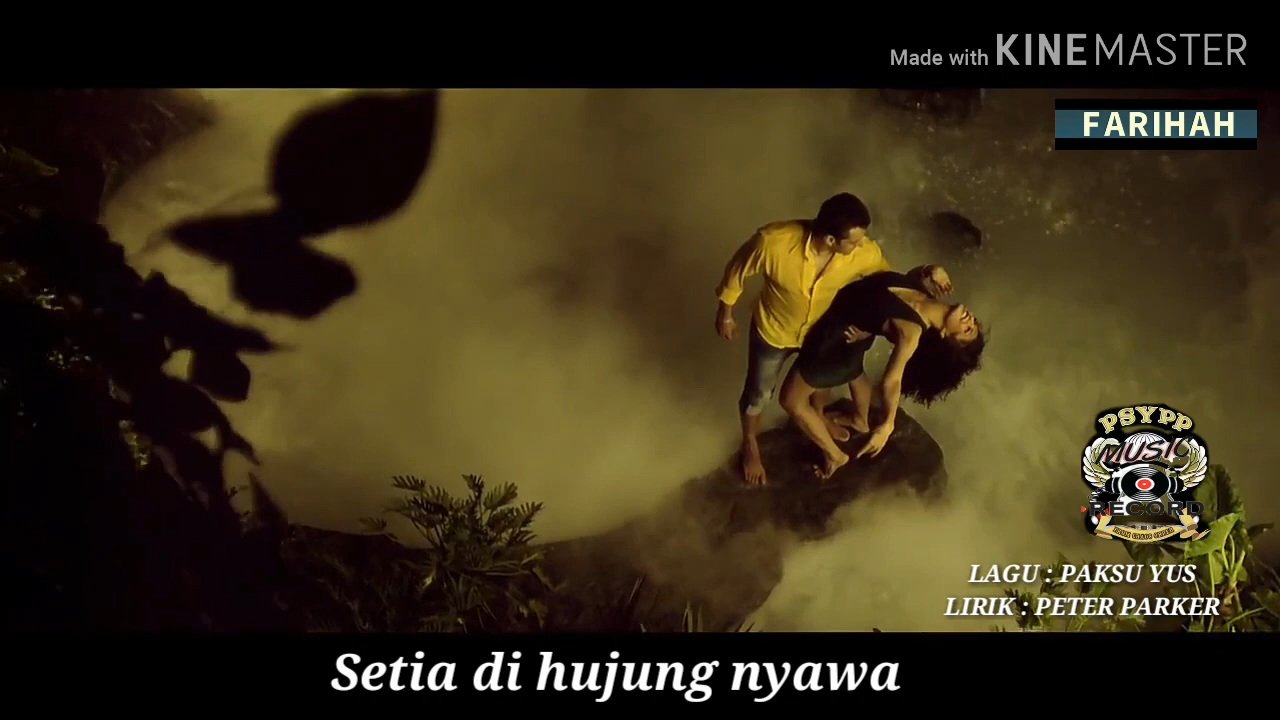 Made with KINEMASTER
FARIHAH
PSYPP
MUSIC
RECORD
LAGU : PAKSU YUS
LIRIK : PETER PARKER
Setia di hujung nyawa